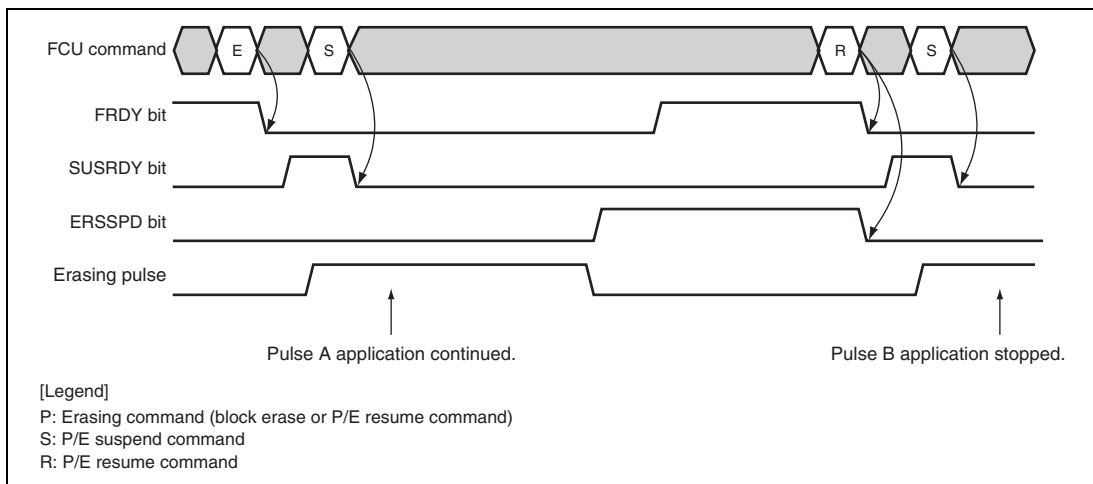 FCU command
E
S
R
S
FRDY bit
SUSRDY bit
ERSSPD bit
Erasing pulse
Pulse A application continued.
Pulse B application stopped.
[Legend]
P: Erasing command (block erase or P/E resume command)
S: P/E suspend command
R: P/E resume command